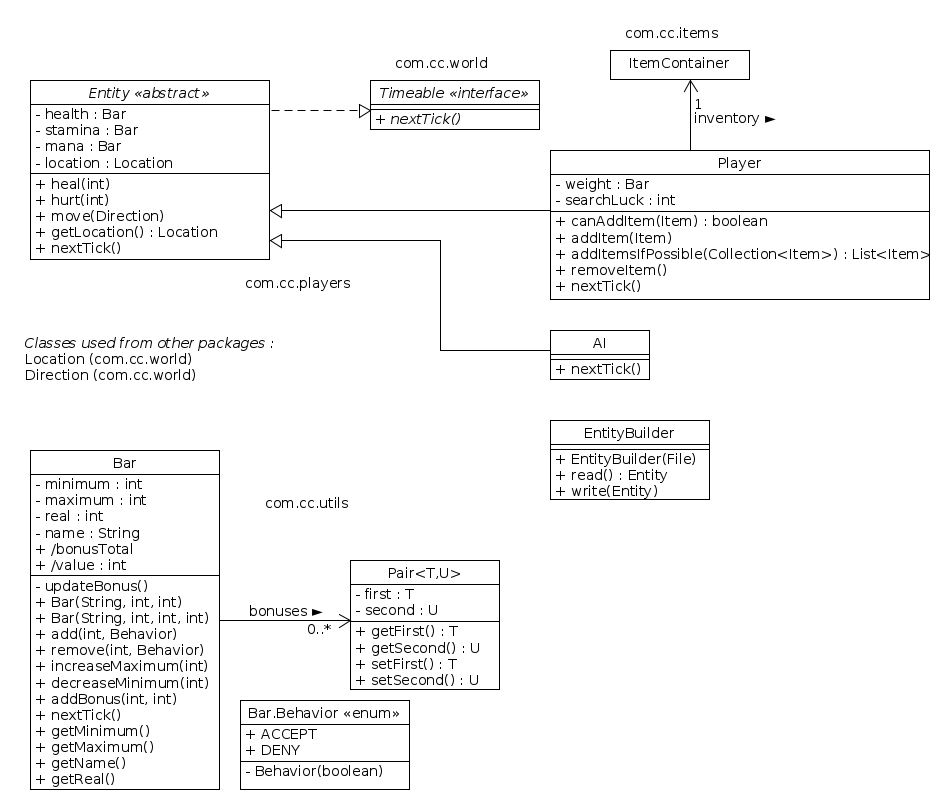 com.cc.items
ItemContainer
com.cc.world
Entity «abstract»
- health : Bar
- stamina : Bar
- mana : Bar
- location : Location
+ heal(int)
+ hurt(int)
+ move(Direction)
+ getLocation() : Location
+ nextTick()
Timeable «interface»
+ nextTick()
1
inventory ►
Player
- weight : Bar
- searchLuck : int
+ canAddItem(Item) : boolean
+ addItem(Item)
+ addItemsIfPossible(Collection<Item>) : List<Item>
+ removeItem()
+ nextTick()
com.cc.players
Classes used from other packages :
Location (com.cc.world)
Direction (com.cc.world)
AI
+ nextTick()
EntityBuilder
+ EntityBuilder(File)
+ read() : Entity
+ write(Entity)
Bar
- minimum : int
- maximum : int
- real : int
- name : String
+ /bonusTotal
+ /value : int
- updateBonus()
+ Bar(String, int, int)
+ Bar(String, int, int, int)
+ add(int, Behavior)
+ remove(int, Behavior)
+ increaseMaximum(int)
+ decreaseMinimum(int)
+ addBonus(int, int)
+ nextTick()
+ getMinimum()
+ getMaximum()
+ getName()
+ getReal()
com.cc.utils
bonuses ►
0..*
Pair<T,U>
- first : T
- second : U
+ getFirst() : T
+ getSecond() : U
+ setFirst() : T
+ setSecond() : U
Bar.Behavior «enum»
+ ACCEPT
+ DENY
- Behavior(boolean)